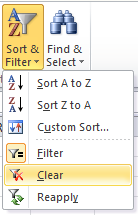 Sort & Find &
Filter Select
Sort A to Z
Sort Z to A
Custom Sort...
Filter
Clear
Reapply